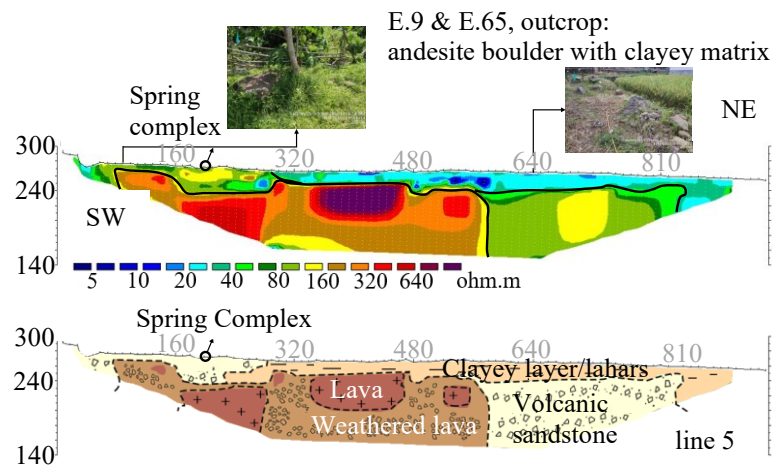 E.9 & E.65, outcrop:
andesite boulder with clayey matrix
Spring
complex
NE
300
160
320
480
640
810
240
SW
140
5 10 20 40 80 160 320 640 ohm.m
Spring Complex
300
160
320
480
640
810
Clayey layer/lahars
240
Lava
Volcanic
Weathered lava
sandstone
line 5
140